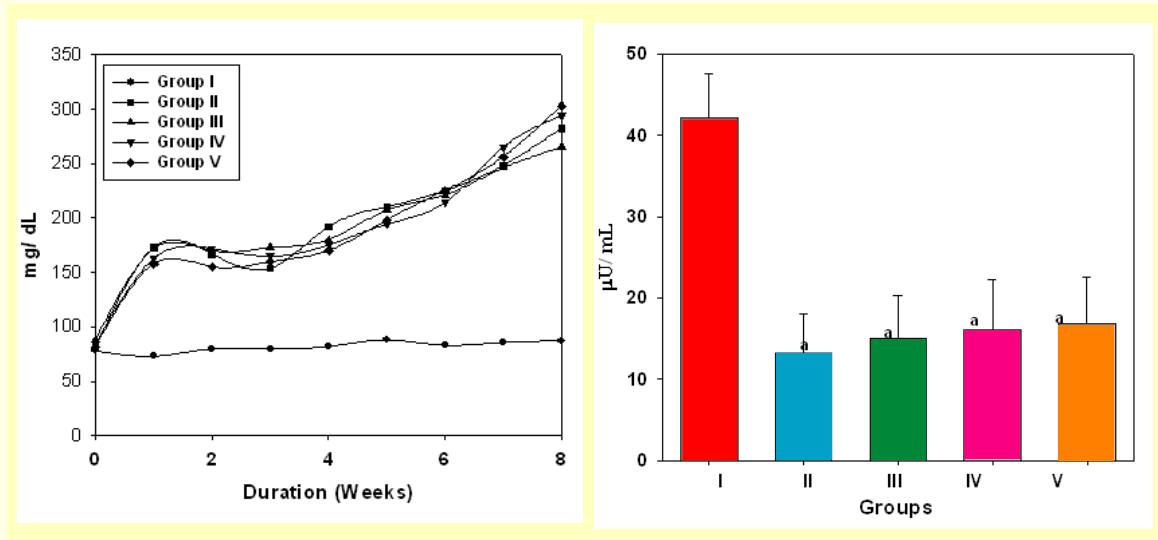 350
300
250
200
150
100
50
0
mg/ dL
Group I
Group II
Group III
Group IV
Group V
0 2 4 6 8
Duration (Weeks)
50
40
30
20
10
0
µU/ mL
a a a a
I II III IV V
Groups